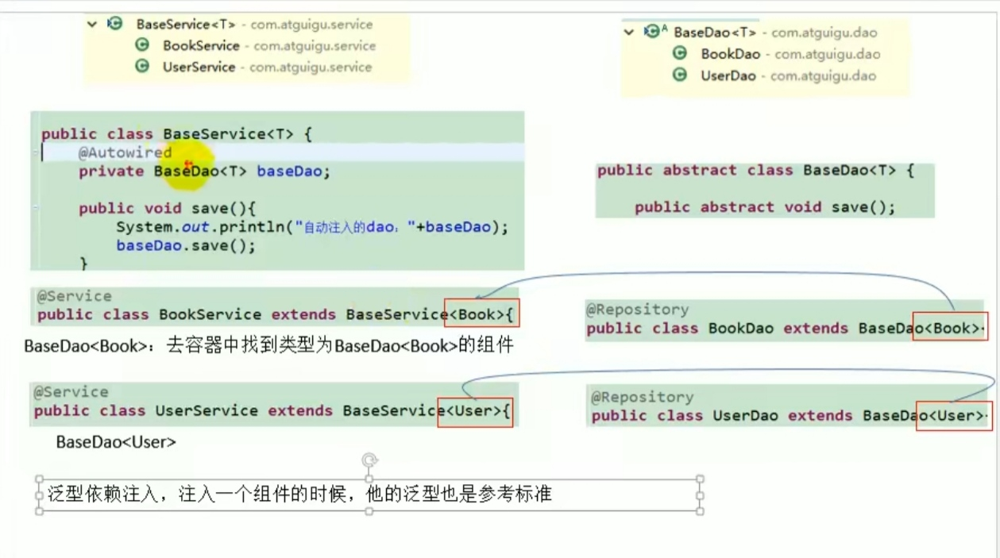 BaseService<T> - com.atguigu.service
BookService - com.atguigu.service
UserService - com.atguigu.service
BaseDao<T> - com.atguigu.dao
BookDao - com.atguigu.dao
UserDao - com.atguigu.dao
public class BaseService<T> {
@Autowired
private BaseDao<T> baseDao;
public void save(){
System.out.println("自动注入的dao："+baseDao);
baseDao.save();
}
public abstract class BaseDao<T> {
public abstract void save();
@Service
public class BookService extends BaseService<Book>{
@Repository
public class BookDao extends BaseDao<Book>
BaseDao<Book>：去容器中找到类型为BaseDao<Book>的组件
@Service
public class UserService extends BaseService<User>{
@Repository
public class UserDao extends BaseDao<User>
BaseDao<User>
泛型依赖注入，注入一个组件的时候，他的泛型也是参考标准